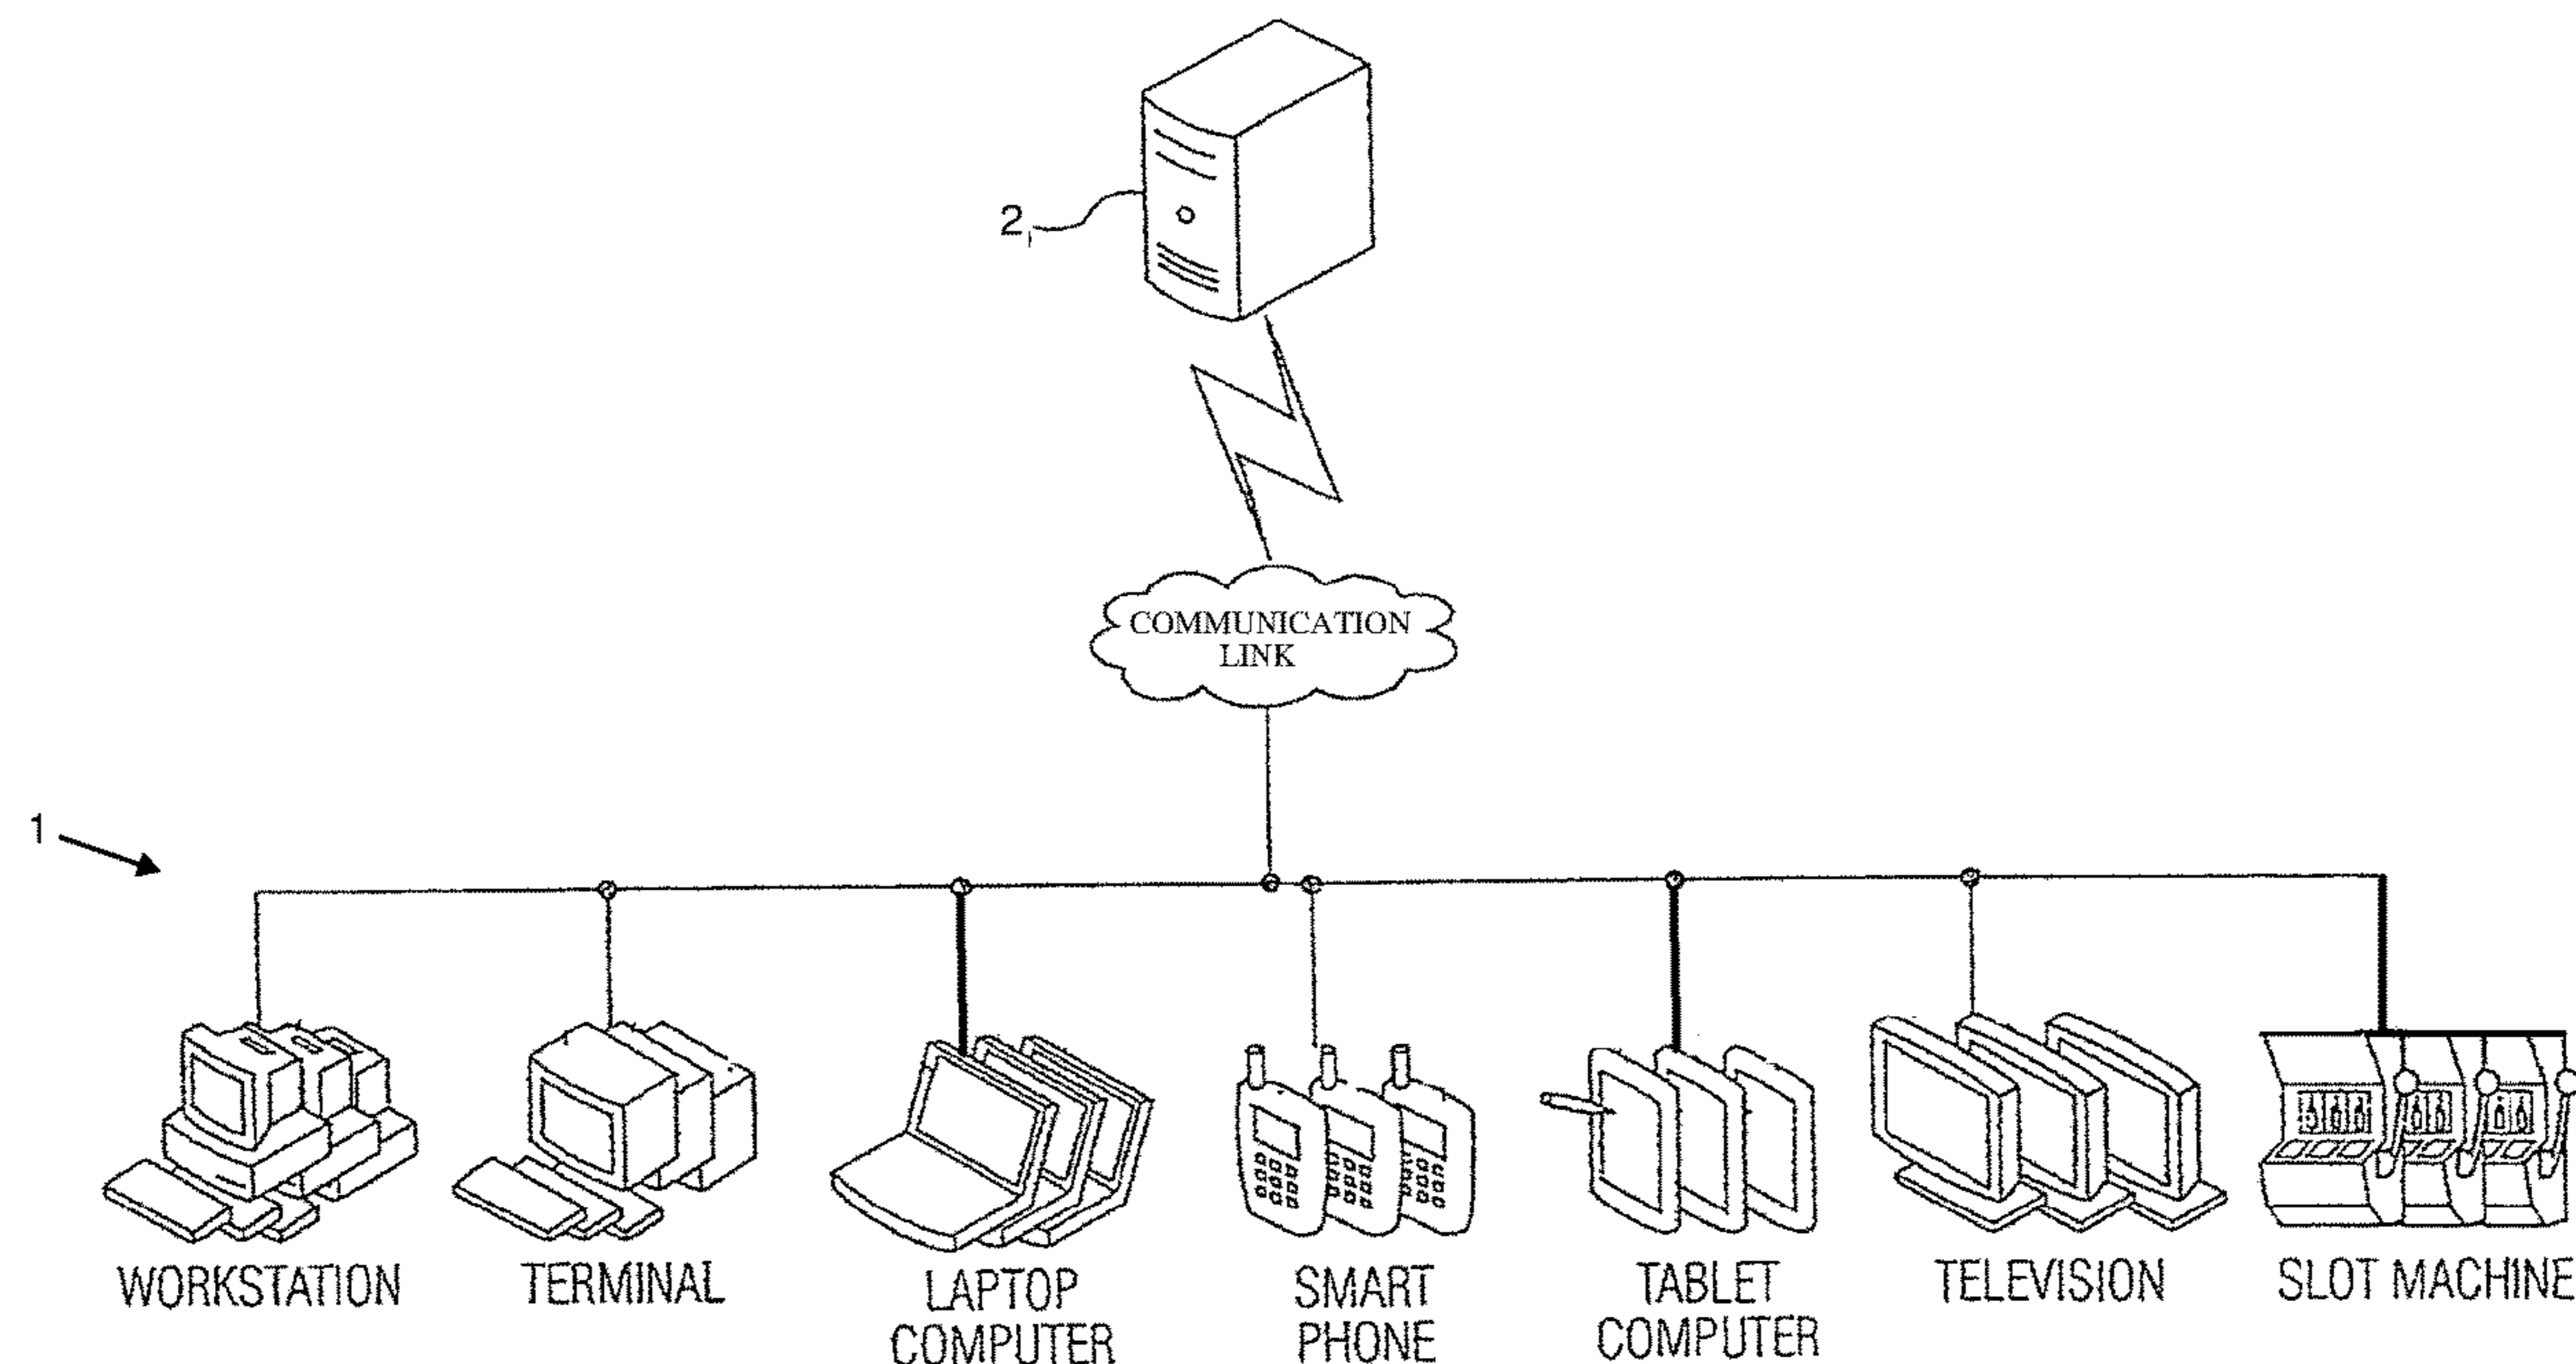 2
COMMUNICATION
LINK
1
WORKSTATION
TERMINAL
LAPTOP
COMPUTER
SMART
PHONE
TABLET
COMPUTER
TELEVISION
SLOT MACHINE